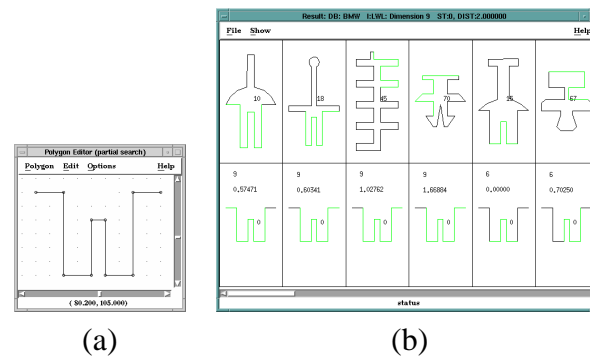 Polygon Editor (partial search)
Polygon Edit Options Help
( 80.200, 105.000)
(a)
Result: DB: BMW I:LWL: Dimension 9 ST:0, DIST:2.000000
File Show Help
10 18 45 70 16 67
9 9 9 9 6 6
0,57471 0,60341 1,02762 1,66884 0,00000 0,70250
0 0 0 0 0 0
status
(b)